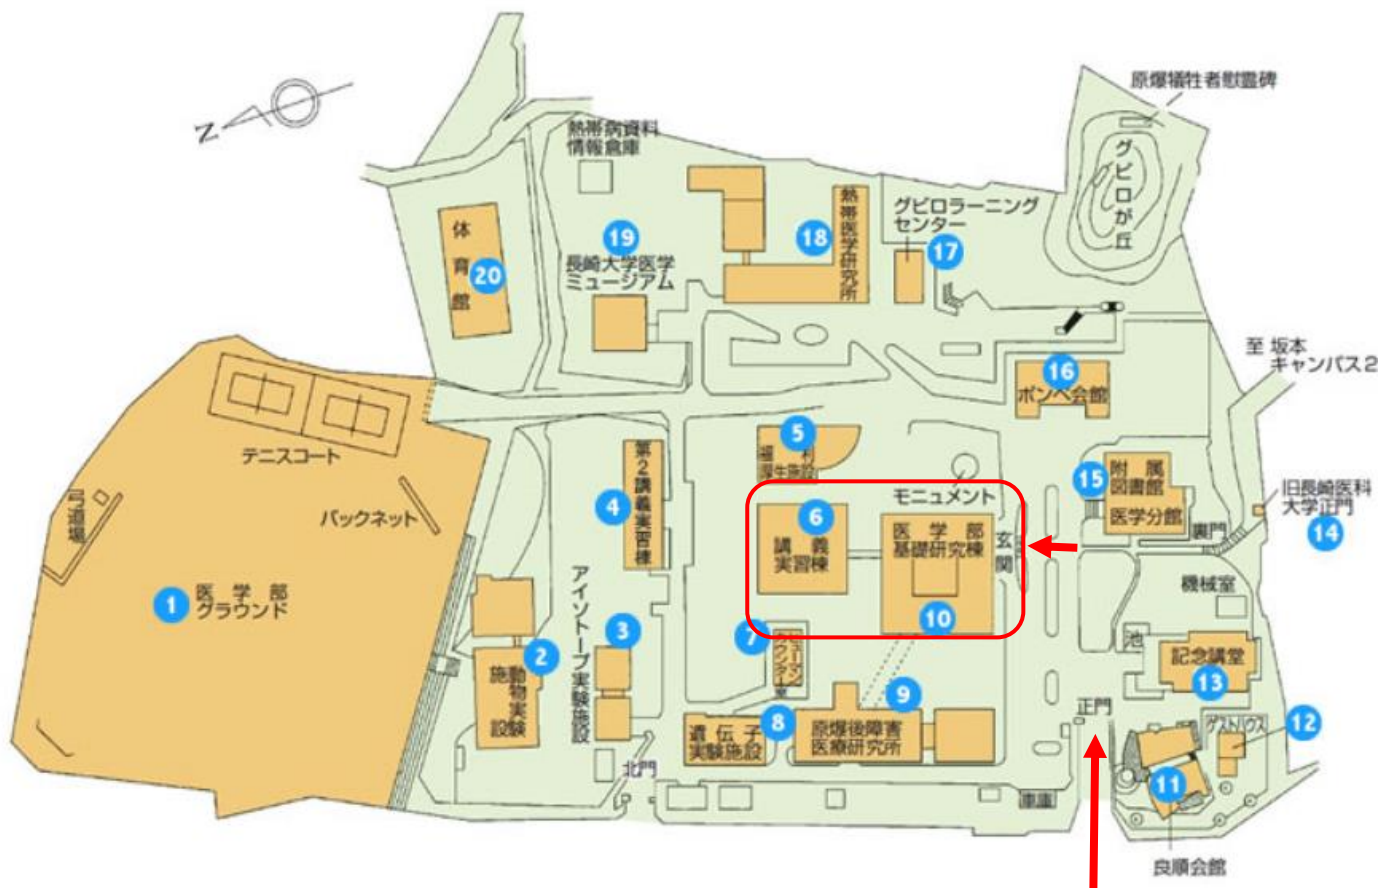 原爆犠牲者慰霊碑
グビロが丘
N
熱帯病資料
情報倉庫
体育館
20
19
長崎大学医学
ミュージアム
18
熱帯医学研究所
グビロラーニング
センター
17
至 坂本
キャンパス2
16
ポンペ会館
テニスコート
バックネット
弓道場
1
医学部
グラウンド
4
第2講義実習棟
5
福利
厚生施設
モニュメント
15
附属
図書館
医学分館
裏門
旧長崎医科
大学正門
14
6
講義
実習棟
医学部
基礎研究棟
10
玄関
機械室
池
記念講堂
13
アイソトープ実験施設
3
2
動物実験
施設
7
ヒューマン
カウンター室
9
原爆後障害
医療研究所
8
遺伝子
実験施設
北門
車庫
正門
ゲストハウス
12
11
良順会館